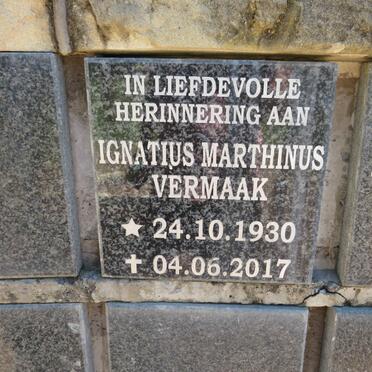 IN LIEFDEVOLLE
HERINNERING AAN
IGNATIUS MARTHINUS
VERMAAK
★ 24.10.1930
✝ 04.06.2017